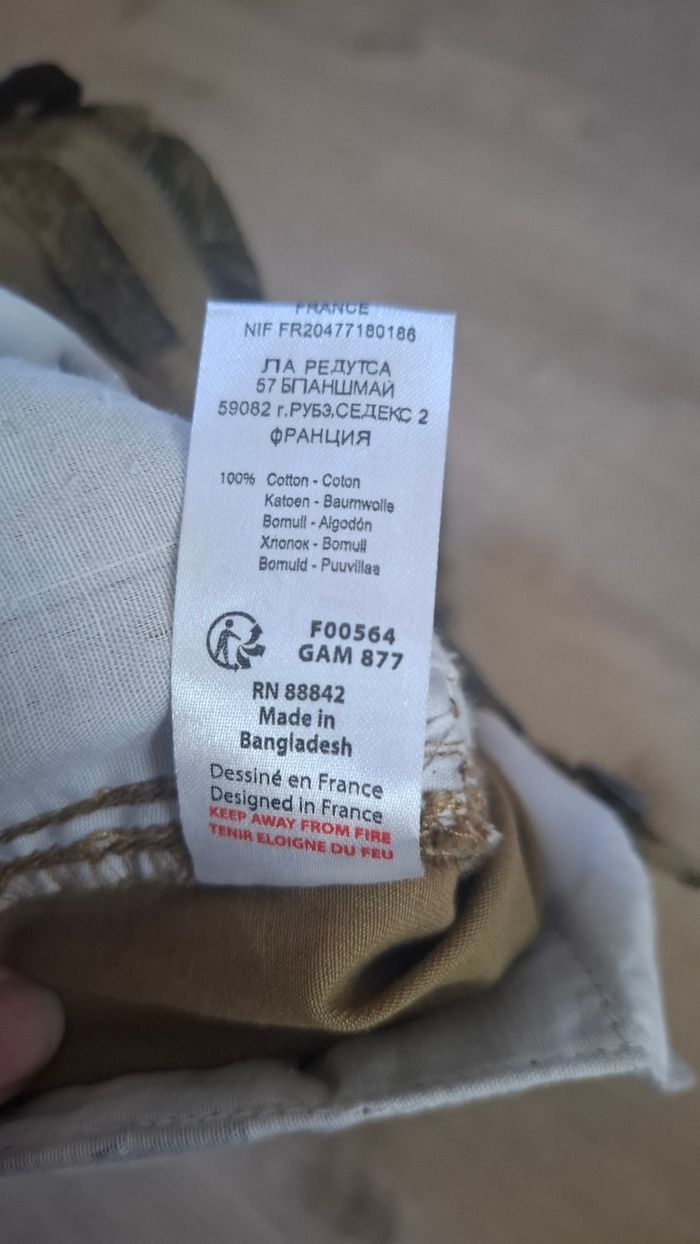 FRANCE
NIF FR20477180186
ЛА РЕДУТСА
57 БПАНШМАЙ
59082 г.РУБЭ,СЕДЕКС 2
ФРАНЦИЯ
100% Cotton - Coton
Katoen - Baumwolle
Bomull - Algodón
Хлопок - Bomull
Bomuld - Puuvillaa
F00564
GAM 877
RN 88842
Made in
Bangladesh
Dessiné en France
Designed in France
KEEP AWAY FROM FIRE
TENIR ELOIGNE DU FEU